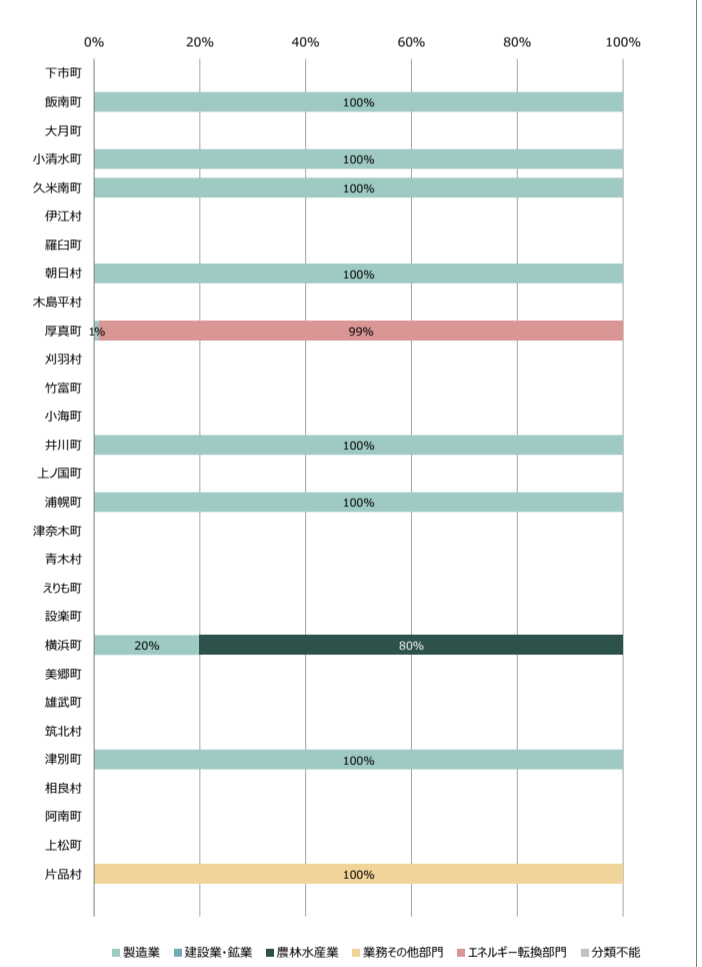 0% 20% 40% 60% 80% 100%
下市町
飯南町 100%
大月町
小清水町 100%
久米南町 100%
伊江村
羅臼町
朝日村 100%
木島平村
厚真町 1% 99%
刈羽村
竹富町
小海町
井川町 100%
上ノ国町
浦幌町 100%
津奈木町
青木村
えりも町
設楽町
横浜町 20% 80%
美郷町
雄武町
筑北村
津別町 100%
相良村
阿南町
上松町
片品村 100%
製造業 建設業・鉱業 農林水産業 業務その他部門 エネルギー転換部門 分類不能